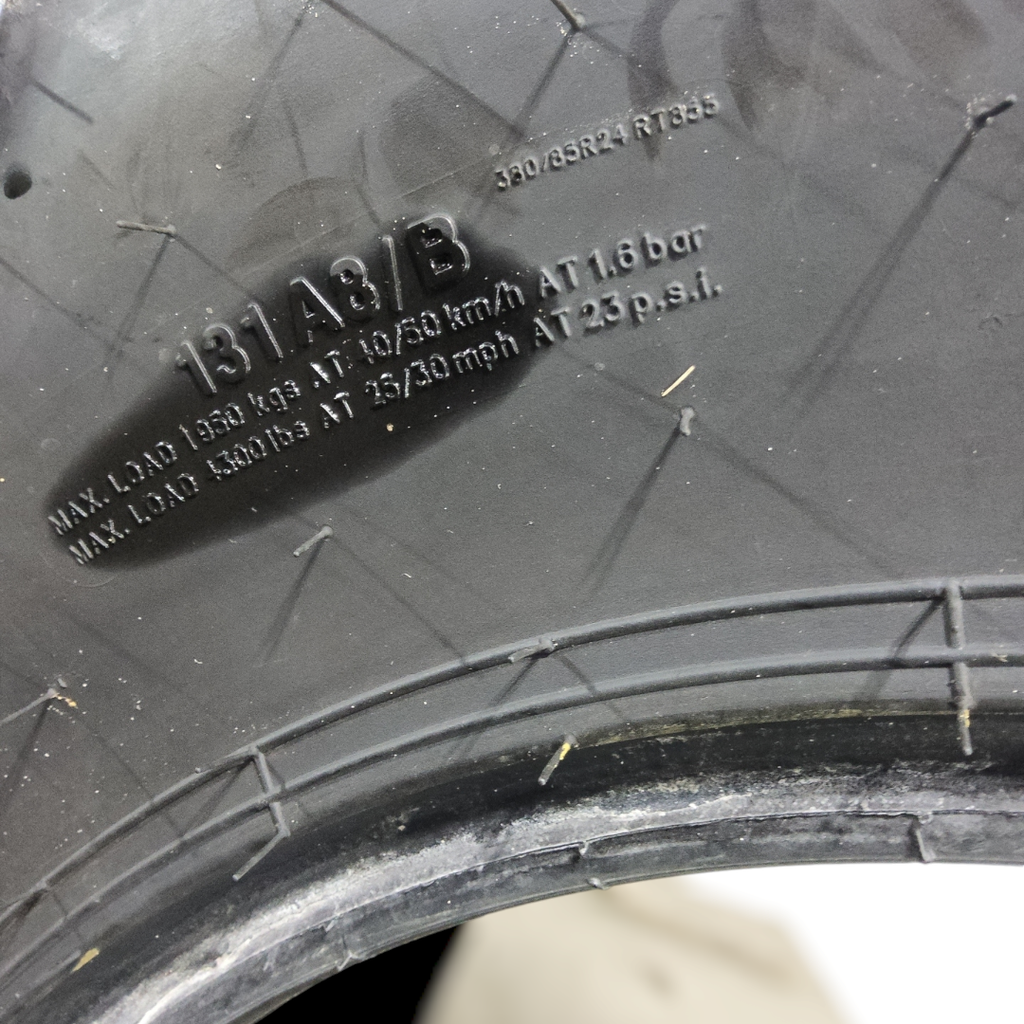 380/85R24 RT855
131 A8/B
MAX. LOAD 1950 kgs AT 40/50 km/h AT 1.6 bar
MAX. LOAD 4300 lbs AT 25/30 mph AT 23 p.s.i.